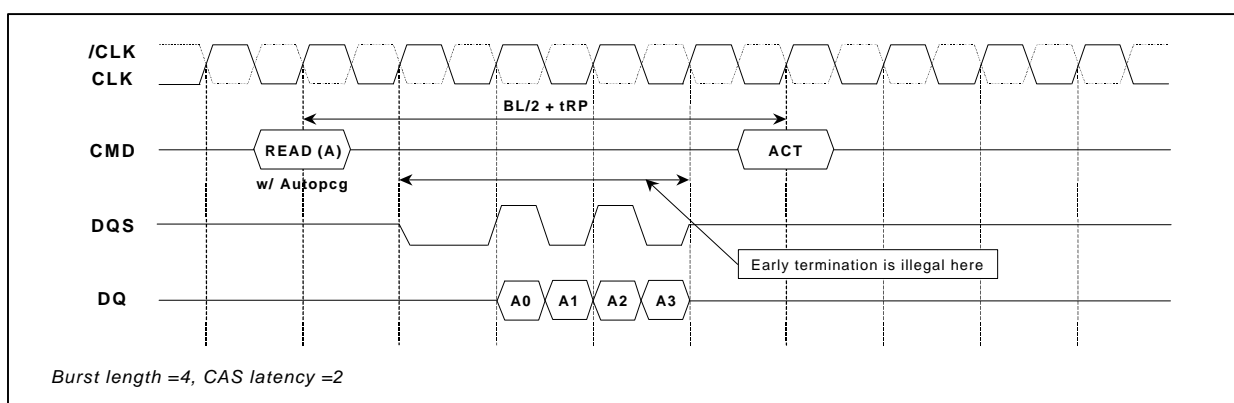 /CLK
CLK
BL/2 + tRP
CMD
READ (A)
ACT
w/ Autopcg
DQS
Early termination is illegal here
DQ
A0 A1 A2 A3
Burst length =4, CAS latency =2